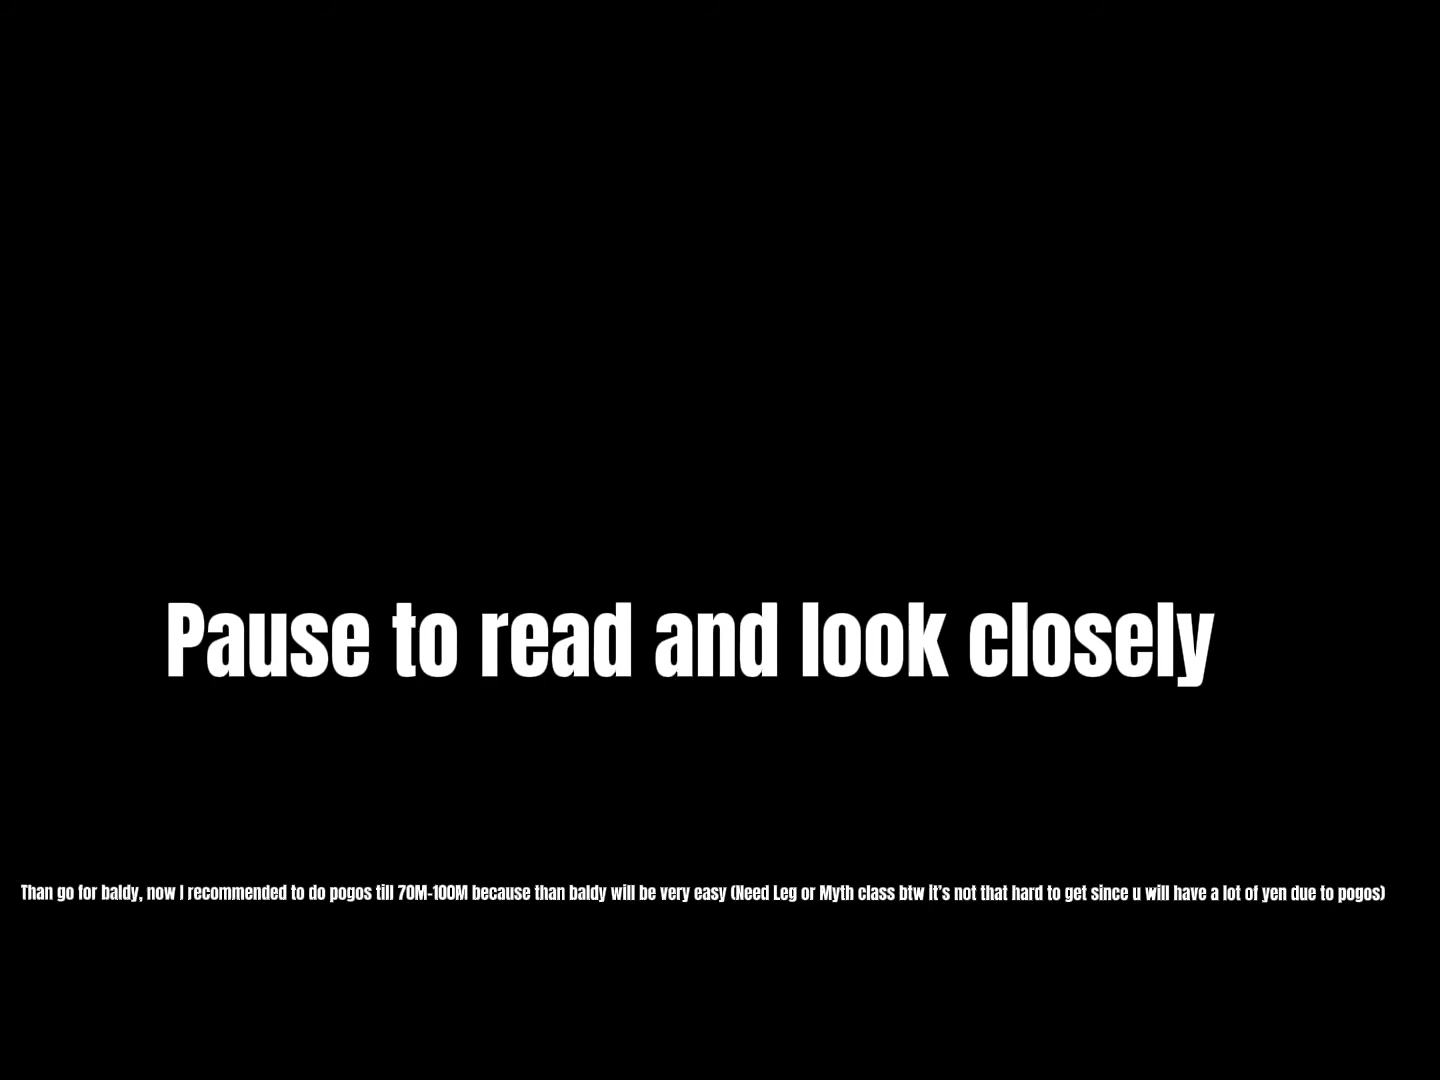 Pause to read and look closely
Than go for baldy, now I recommended to do pogos till 70M-100M because than baldy will be very easy (Need Leg or Myth class btw it's not that hard to get since u will have a lot of yen due to pogos)